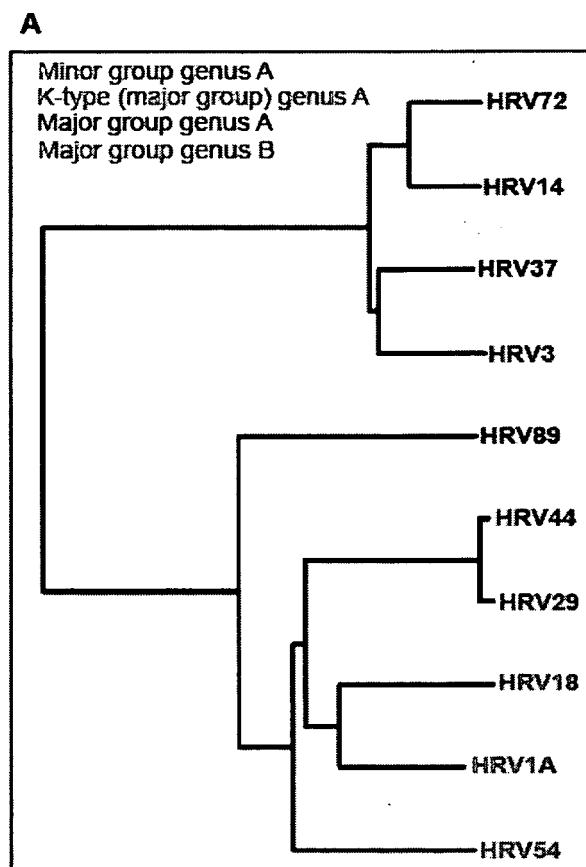 A
Minor group genus A
K-type (major group) genus A
Major group genus A
Major group genus B
HRV72
HRV14
HRV37
HRV3
HRV89
HRV44
HRV29
HRV18
HRV1A
HRV54